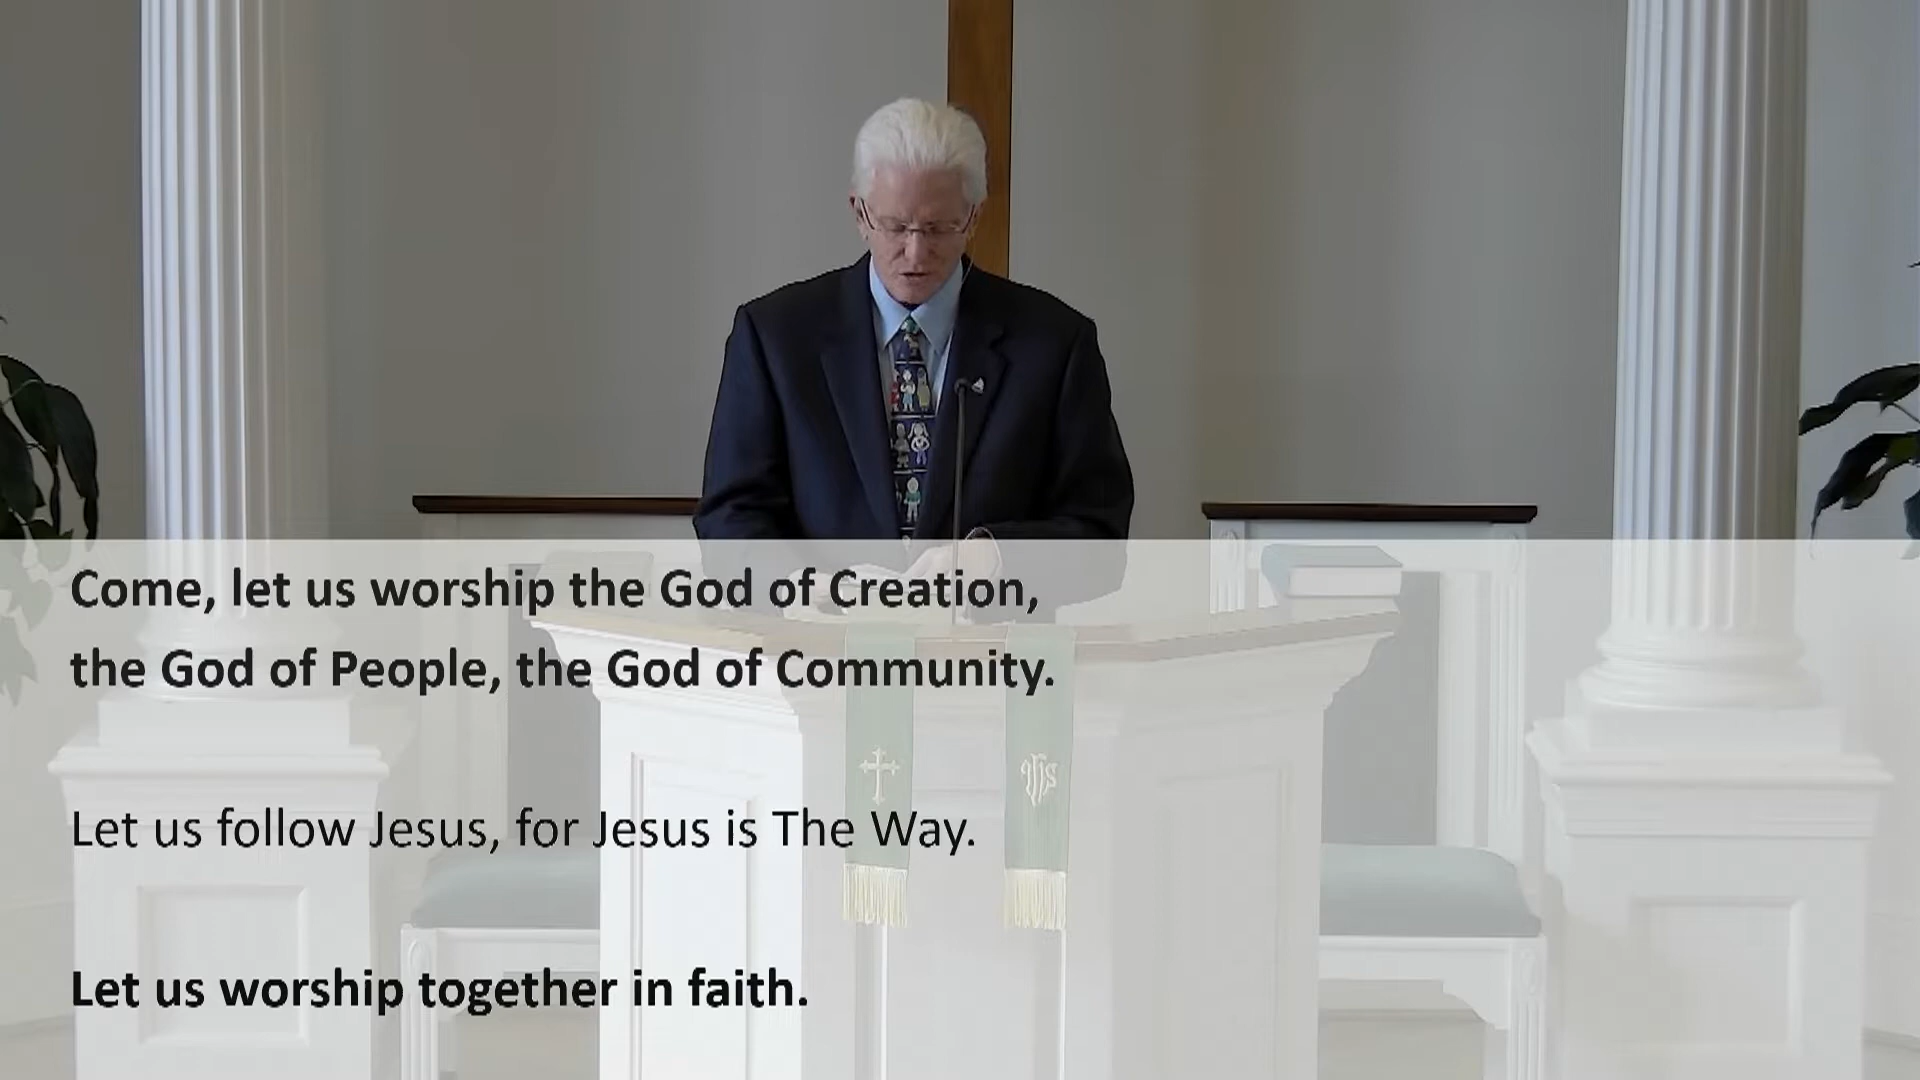 Come, let us worship the God of Creation,
the God of People, the God of Community.
Let us follow Jesus, for Jesus is The Way.
Let us worship together in faith.
IHS